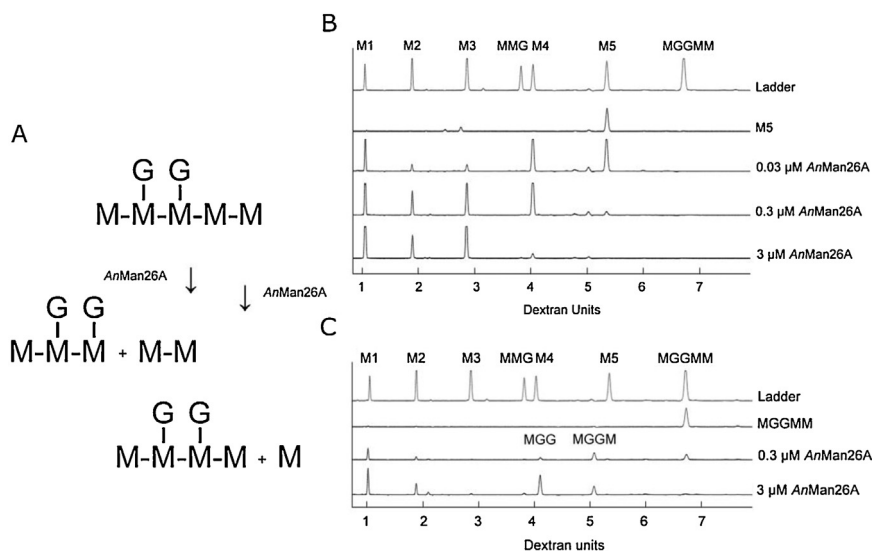 A
G G
M-M-M-M-M
AnMan26A
AnMan26A
G G
M-M-M + M-M
G G
M-M-M-M + M
B
M1 M2 M3 MMG M4 M5 MGGMM
Ladder
M5
0.03 µM AnMan26A
0.3 µM AnMan26A
3 µM AnMan26A
1 2 3 4 5 6 7
Dextran Units
C
M1 M2 M3 MMG M4 M5 MGGMM
Ladder
MGGMM
MGG MGGM
0.3 µM AnMan26A
3 µM AnMan26A
1 2 3 4 5 6 7
Dextran units